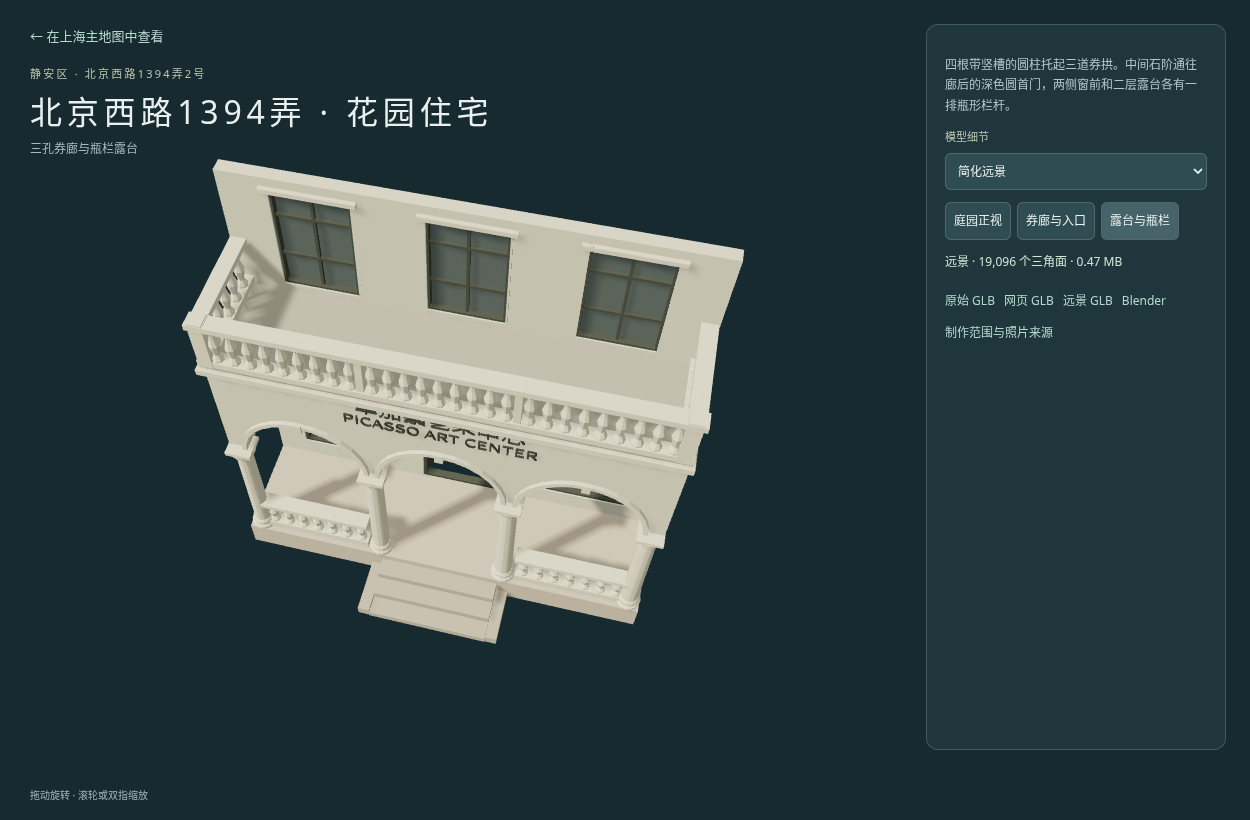 ← 在上海主地图中查看
静安区 · 北京西路1394弄2号
北京西路1394弄 · 花园住宅
三孔券廊与瓶栏露台
PICASSO ART CENTER
拖动旋转 · 滚轮或双指缩放
四根带竖槽的圆柱托起三道券拱。中间石阶通往
廊后的深色圆首门，两侧窗前和二层露台各有一
排瓶形栏杆。
模型细节
简化远景
庭园正视 券廊与入口 露台与瓶栏
远景 · 19,096 个三角面 · 0.47 MB
原始 GLB 网页 GLB 远景 GLB Blender
制作范围与照片来源